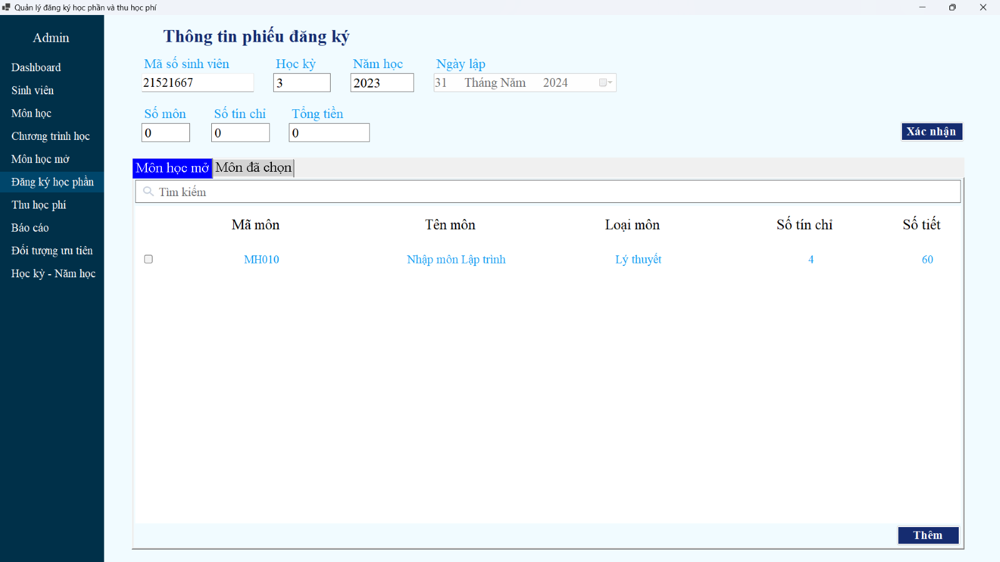 Quản lý đăng ký học phần và thu học phí
Admin
Dashboard
Sinh viên
Môn học
Chương trình học
Môn học mở
Đăng ký học phần
Thu học phí
Báo cáo
Đối tượng ưu tiên
Học kỳ - Năm học
Thông tin phiếu đăng ký
Mã số sinh viên Học kỳ Năm học Ngày lập
21521667 3 2023 31 Tháng Năm 2024
Số môn Số tín chỉ Tổng tiền
0 0 0
Xác nhận
Môn học mở Môn đã chọn
Tìm kiếm
Mã môn Tên môn Loại môn Số tín chỉ Số tiết
MH010 Nhập môn Lập trình Lý thuyết 4 60
Thêm